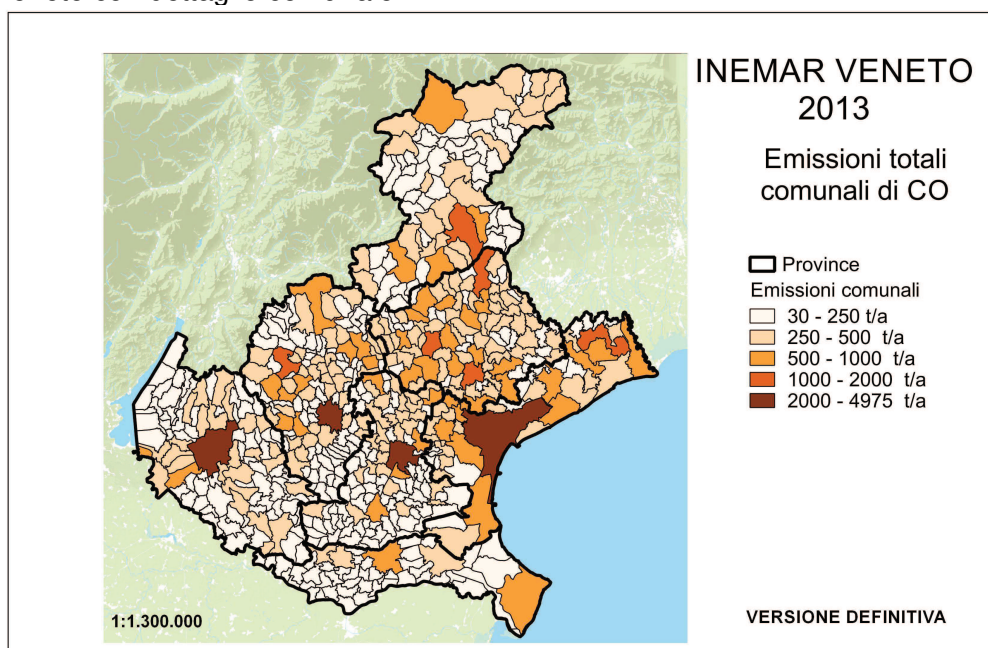 INEMAR VENETO
2013
Emissioni totali
comunali di CO
Province
Emissioni comunali
30 - 250 t/a
250 - 500 t/a
500 - 1000 t/a
1000 - 2000 t/a
2000 - 4975 t/a
1:1.300.000
VERSIONE DEFINITIVA